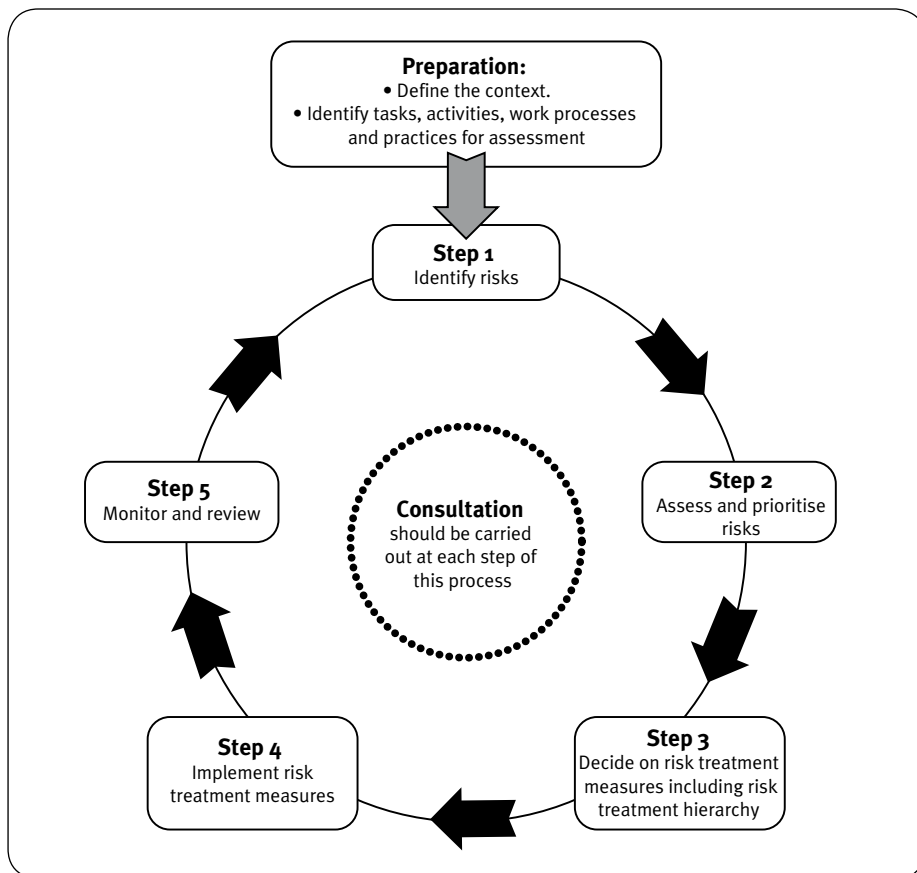 Preparation:
• Define the context.
• Identify tasks, activities, work processes
and practices for assessment
Step 1
Identify risks
Step 2
Assess and prioritise
risks
Step 3
Decide on risk treatment
measures including risk
treatment hierarchy
Step 4
Implement risk
treatment measures
Step 5
Monitor and review
Consultation
should be carried
out at each step of
this process